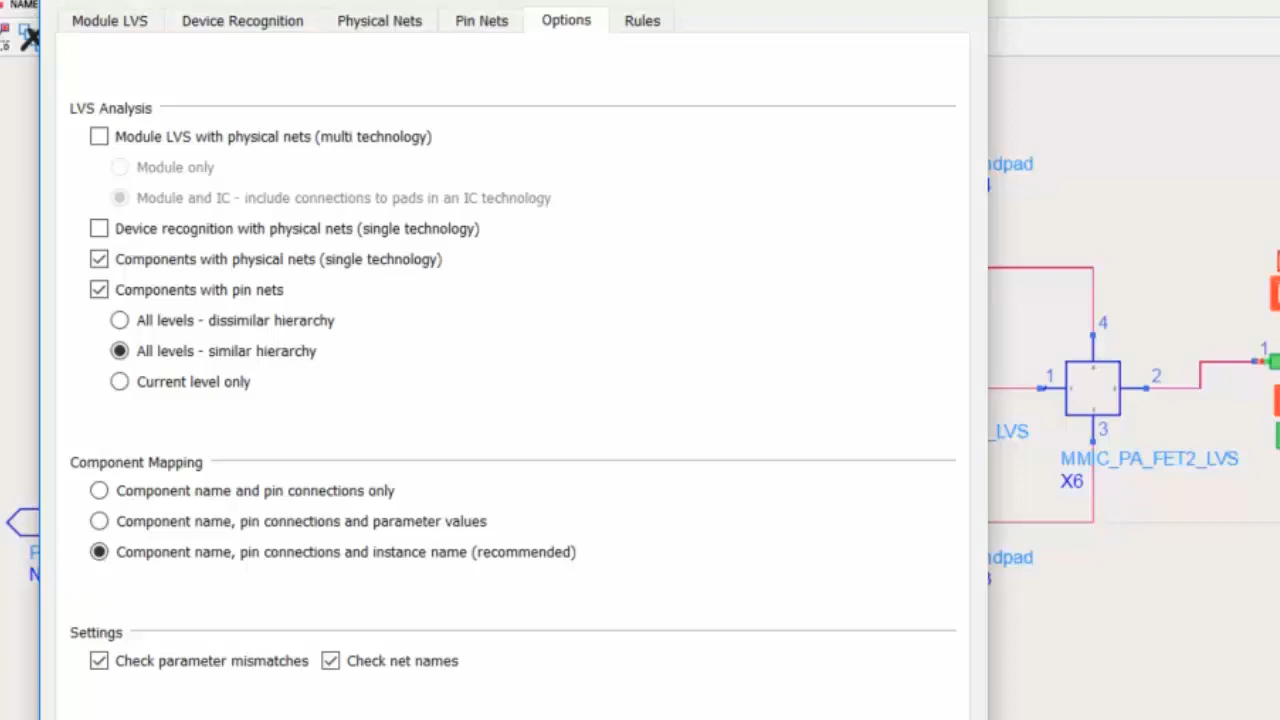 NAME
Module LVS Device Recognition Physical Nets Pin Nets Options Rules
LVS Analysis
Module LVS with physical nets (multi technology)
Module only
Module and IC - include connections to pads in an IC technology
Device recognition with physical nets (single technology)
Components with physical nets (single technology)
Components with pin nets
All levels - dissimilar hierarchy
All levels - similar hierarchy
Current level only
Component Mapping
Component name and pin connections only
Component name, pin connections and parameter values
Component name, pin connections and instance name (recommended)
Settings
Check parameter mismatches Check net names
ndpad
4
1
2
1
3
_LVS
MMIC_PA_FET2_LVS
X6
ndpad
P
N